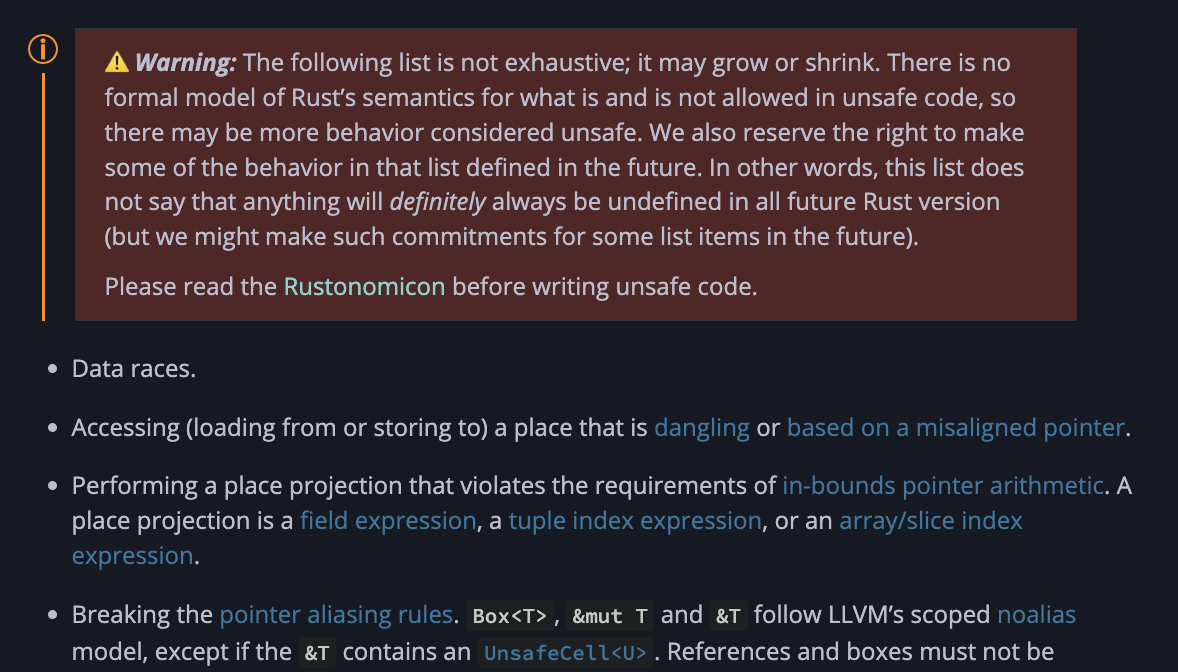 ⚠️ Warning: The following list is not exhaustive; it may grow or shrink. There is no
formal model of Rust’s semantics for what is and is not allowed in unsafe code, so
there may be more behavior considered unsafe. We also reserve the right to make
some of the behavior in that list defined in the future. In other words, this list does
not say that anything will definitely always be undefined in all future Rust version
(but we might make such commitments for some list items in the future).
Please read the Rustonomicon before writing unsafe code.
• Data races.
• Accessing (loading from or storing to) a place that is dangling or based on a misaligned pointer.
• Performing a place projection that violates the requirements of in-bounds pointer arithmetic. A
place projection is a field expression, a tuple index expression, or an array/slice index
expression.
• Breaking the pointer aliasing rules. Box<T>, &mut T and &T follow LLVM’s scoped noalias
model, except if the &T contains an UnsafeCell<U>. References and boxes must not be